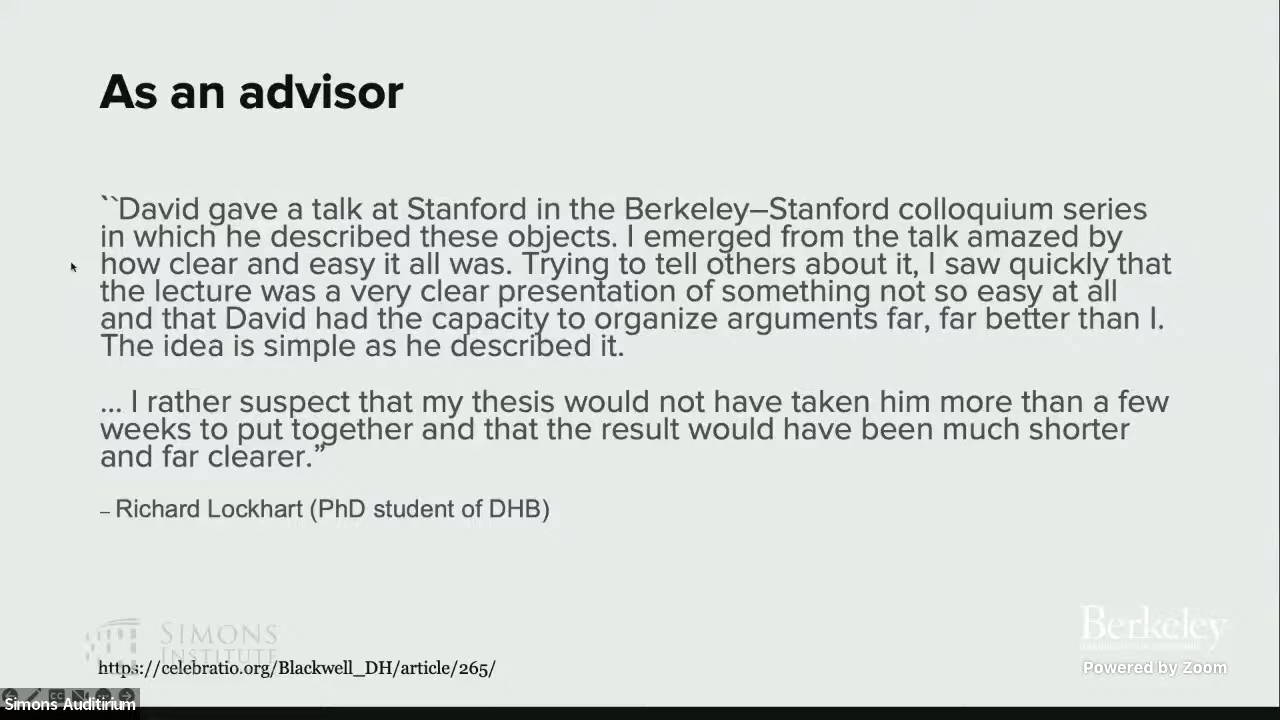 As an advisor
``David gave a talk at Stanford in the Berkeley–Stanford colloquium series
in which he described these objects. I emerged from the talk amazed by
how clear and easy it all was. Trying to tell others about it, I saw quickly that
the lecture was a very clear presentation of something not so easy at all
and that David had the capacity to organize arguments far, far better than I.
The idea is simple as he described it.
... I rather suspect that my thesis would not have taken him more than a few
weeks to put together and that the result would have been much shorter
and far clearer.”
– Richard Lockhart (PhD student of DHB)
SIMONS
INSTITUTE
https://celebratio.org/Blackwell_DH/article/265/
Berkeley
Powered by Zoom
CC
Simons Auditirium